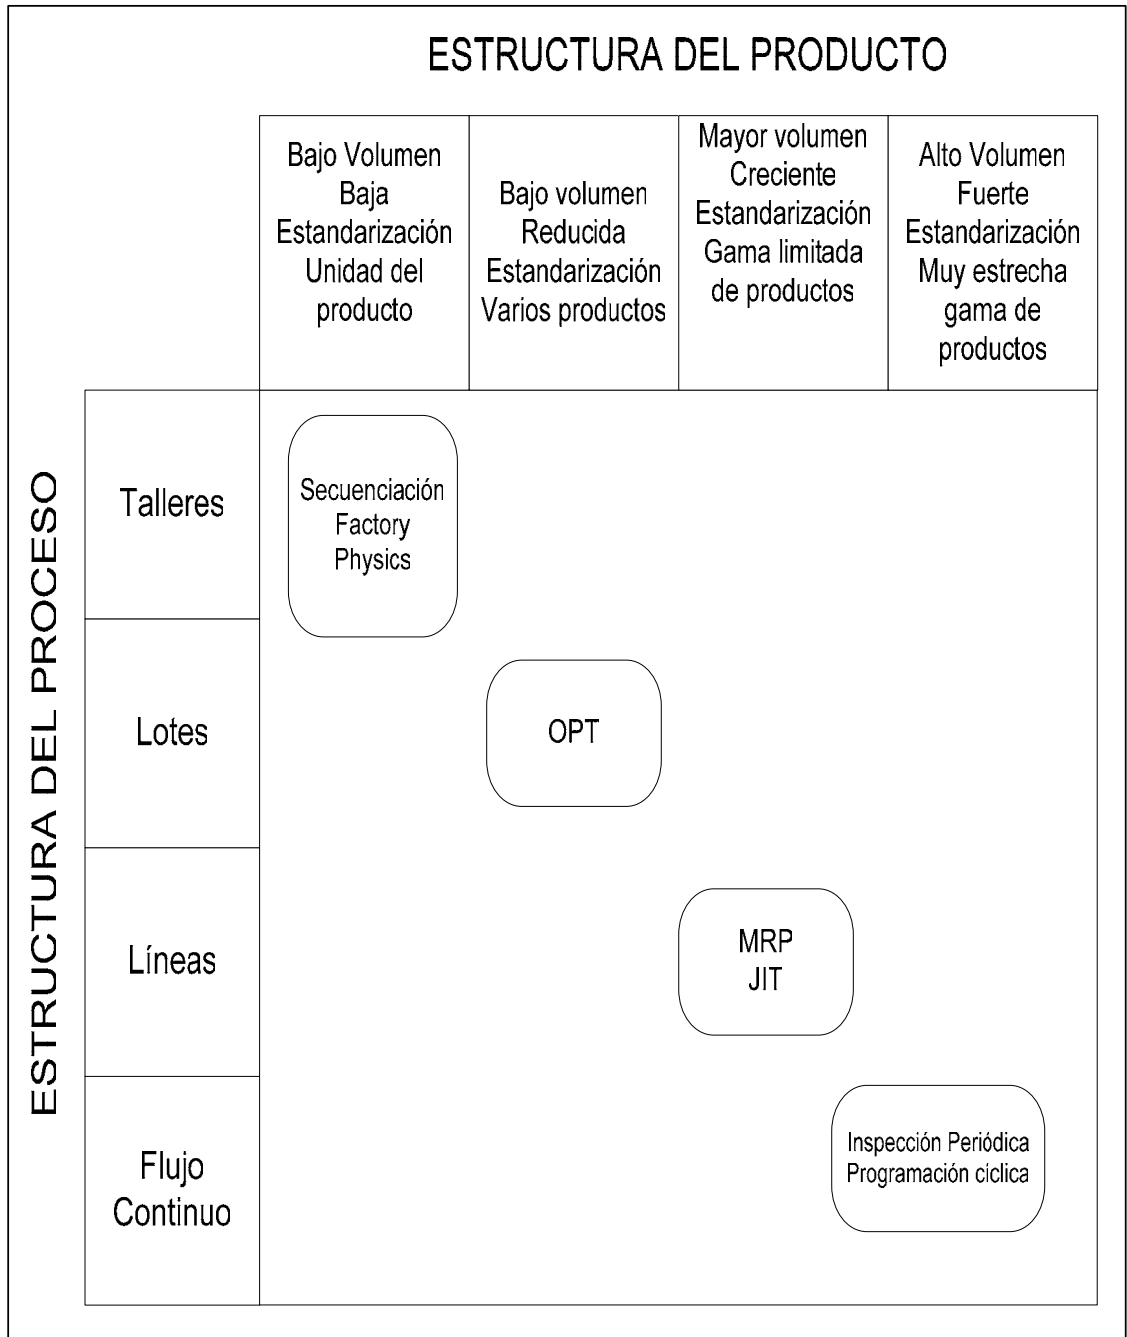 ESTRUCTURA DEL PRODUCTO
Bajo Volumen
Baja
Estandarización
Unidad del
producto
Bajo volumen
Reducida
Estandarización
Varios productos
Mayor volumen
Creciente
Estandarización
Gama limitada
de productos
Alto Volumen
Fuerte
Estandarización
Muy estrecha
gama de
productos
ESTRUCTURA DEL PROCESO
Talleres
Secuenciación
Factory
Physics
Lotes
OPT
Líneas
MRP
JIT
Flujo
Continuo
Inspección Periódica
Programación cíclica